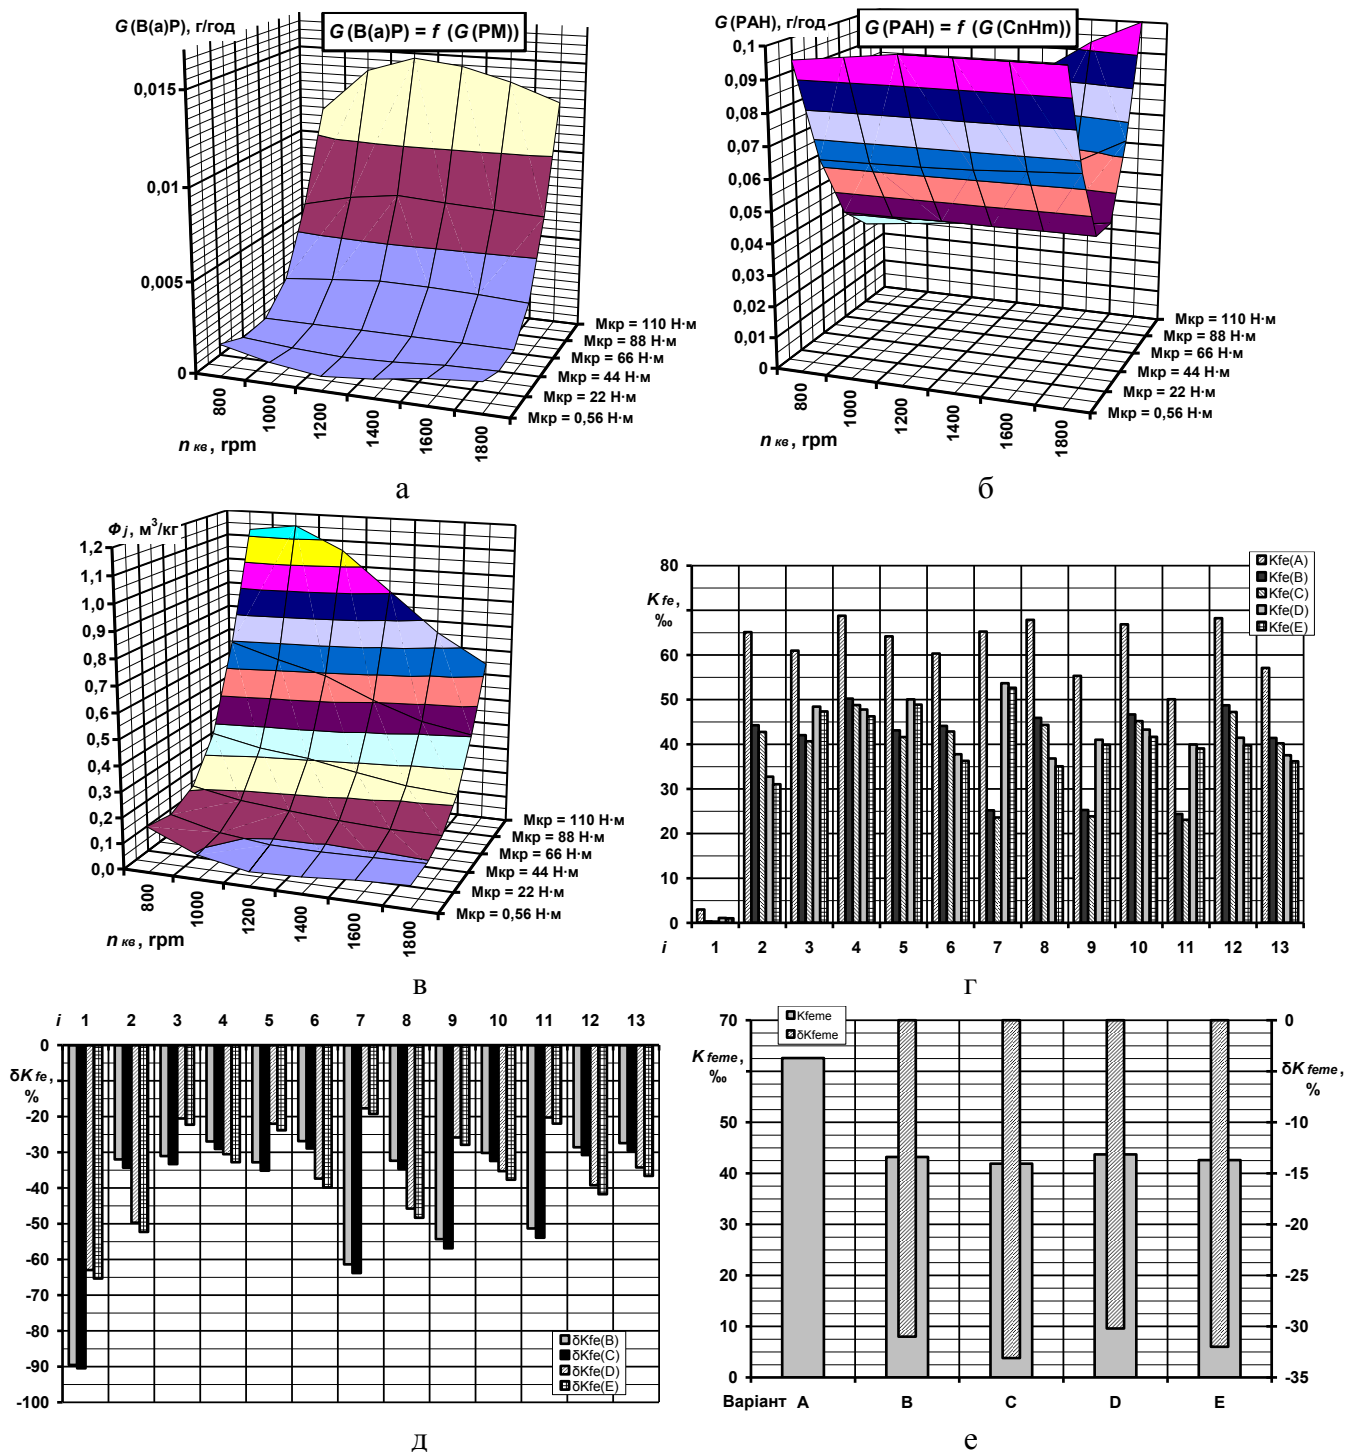 G(B(a)P), г/год
G(B(a)P) = f (G(PM))
0,015
0,01
0,005
0
800
1000
1200
1400
1600
1800
n кв, rpm
Мкр = 110 Н·м
Мкр = 88 Н·м
Мкр = 66 Н·м
Мкр = 44 Н·м
Мкр = 22 Н·м
Мкр = 0,56 Н·м
а
G(PAH), г/год
G(PAH) = f (G(CnHm))
0,1
0,09
0,08
0,07
0,06
0,05
0,04
0,03
0,02
0,01
0
800
1000
1200
1400
1600
1800
n кв, rpm
Мкр = 110 Н·м
Мкр = 88 Н·м
Мкр = 66 Н·м
Мкр = 44 Н·м
Мкр = 22 Н·м
Мкр = 0,56 Н·м
б
Φ j, м³/кг
1,2
1,1
1,0
0,9
0,8
0,7
0,6
0,5
0,4
0,3
0,2
0,1
0,0
800
1000
1200
1400
1600
1800
n кв, rpm
Мкр = 110 Н·м
Мкр = 88 Н·м
Мкр = 66 Н·м
Мкр = 44 Н·м
Мкр = 22 Н·м
Мкр = 0,56 Н·м
в
K fe,
‰
80
70
60
50
40
30
20
10
0
Kfe(A)
Kfe(B)
Kfe(C)
Kfe(D)
Kfe(E)
i 1 2 3 4 5 6 7 8 9 10 11 12 13
г
i 1 2 3 4 5 6 7 8 9 10 11 12 13
δK fe,
%
0
-10
-20
-30
-40
-50
-60
-70
-80
-90
-100
δKfe(B)
δKfe(C)
δKfe(D)
δKfe(E)
д
K feme,
‰
70
50
40
30
20
10
0
Kfeme
δKfeme
δK feme,
%
0
-10
-15
-20
-25
-30
-35
Варіант A B C D E
е